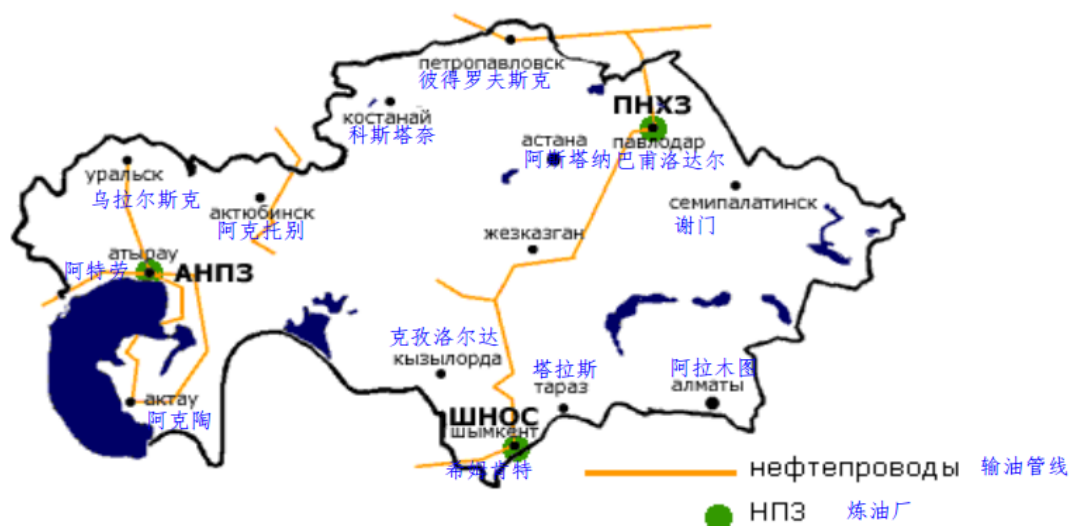 петропавловск
彼得罗夫斯克
ПНХЗ
костанай
科斯塔奈
астана
павлодар
阿斯塔纳
巴甫洛达尔
уральск
乌拉尔斯克
актюбинск
阿克托别
семипалатинск
谢门
жезказган
атырау
阿特劳
АНПЗ
克孜洛尔达
кызылорда
塔拉斯
тараз
阿拉木图
алматы
актау
阿克陶
ШНОС
шымкент
希姆肯特
нефтепроводы 输油管线
НПЗ 炼油厂